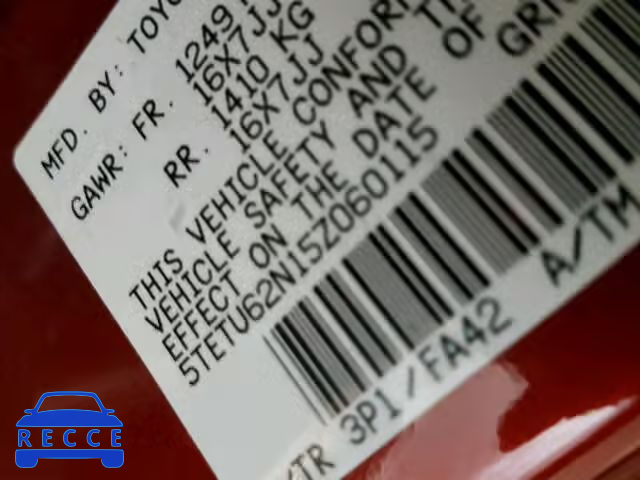 MFD. BY: TOYO
GAWR: FR. 1249
16X7JJ
RR. 1410 KG
16X7JJ
THIS VEHICLE CONFOR
VEHICLE SAFETY AND
EFFECT ON THE DATE OF
5TETU62N15Z060115
/TR 3P1/FA42 A/TM
RECCE